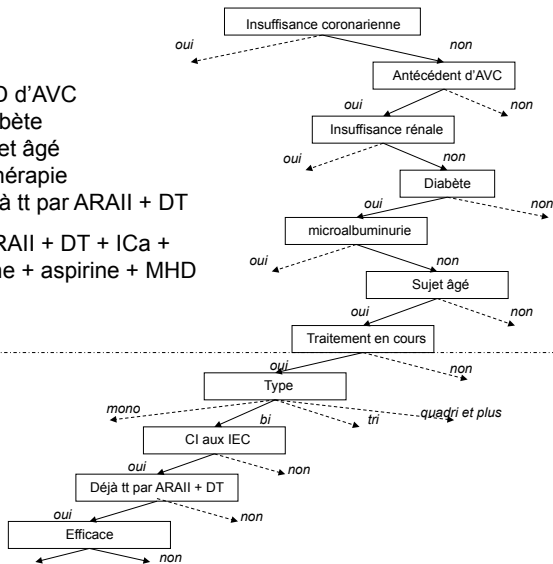 D d'AVC
bète
et âgé
hérapie
à tt par ARAII + DT
RAII + DT + ICa +
ne + aspirine + MHD
Insuffisance coronarienne
oui
non
Antécédent d'AVC
oui
non
Insuffisance rénale
oui
non
Diabète
oui
non
microalbuminurie
oui
non
Sujet âgé
oui
non
Traitement en cours
oui
non
Type
mono
bi
tri
quadri et plus
CI aux IEC
oui
non
Déjà tt par ARAII + DT
oui
non
Efficace
non